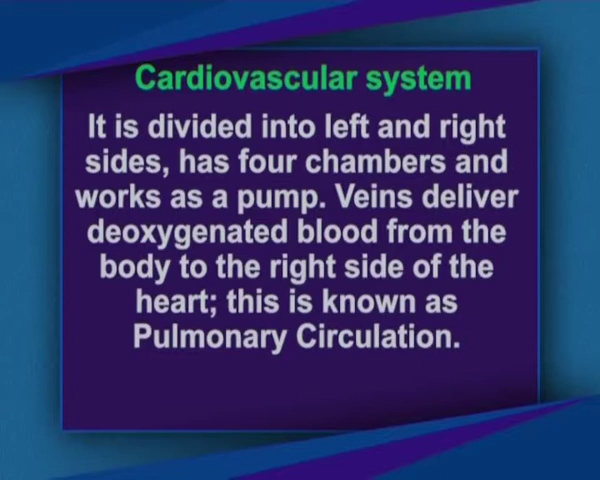 Cardiovascular system
It is divided into left and right
sides, has four chambers and
works as a pump. Veins deliver
deoxygenated blood from the
body to the right side of the
heart; this is known as
Pulmonary Circulation.